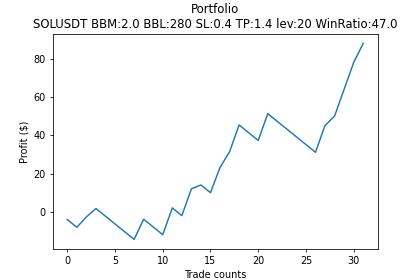 Portfolio
SOLUSDT BBM:2.0 BBL:280 SL:0.4 TP:1.4 lev:20 WinRatio:47.0
80
60
40
20
0
Profit ($)
0 5 10 15 20 25 30
Trade counts